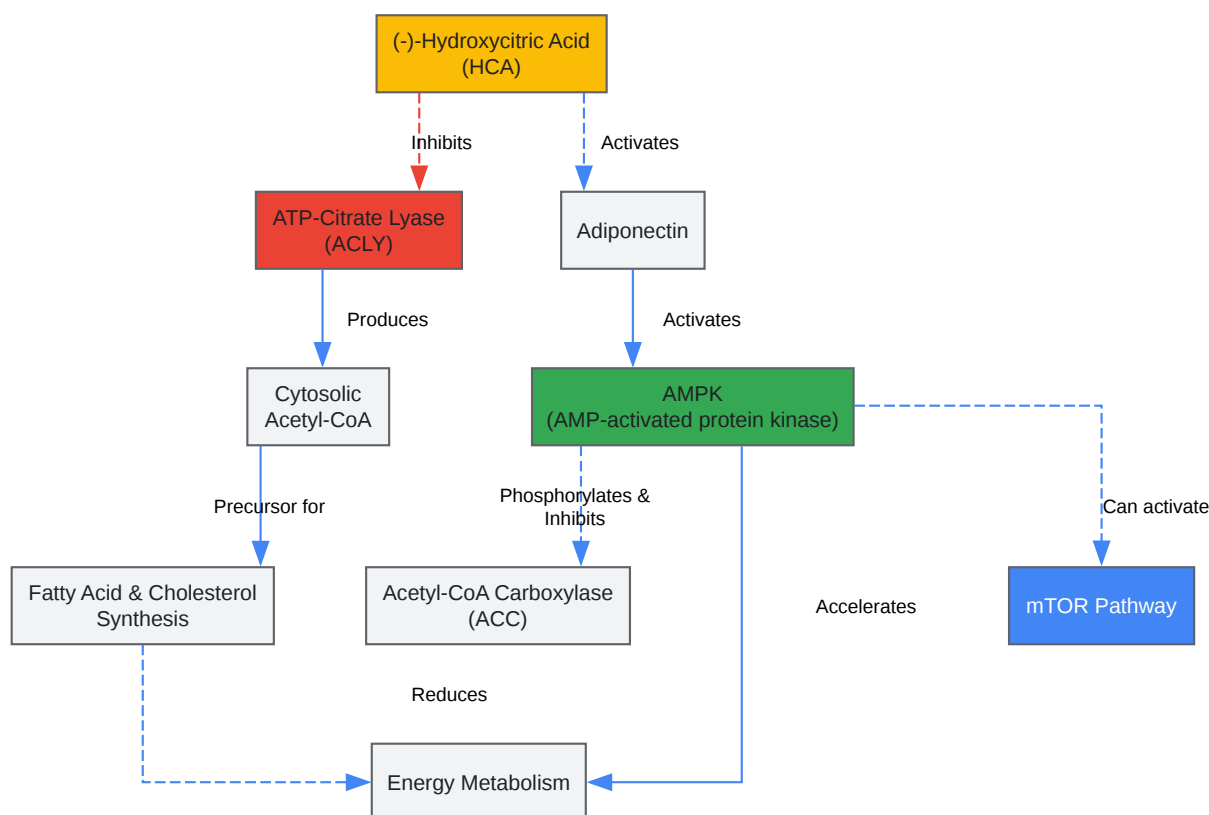 (-)-Hydroxycitric Acid
(HCA)
Inhibits
Activates
ATP-Citrate Lyase
(ACLY)
Adiponectin
Produces
Activates
Cytosolic
Acetyl-CoA
AMPK
(AMP-activated protein kinase)
Precursor for
Phosphorylates &
Inhibits
Can activate
Fatty Acid & Cholesterol
Synthesis
Acetyl-CoA Carboxylase
(ACC)
Accelerates
mTOR Pathway
Reduces
Energy Metabolism